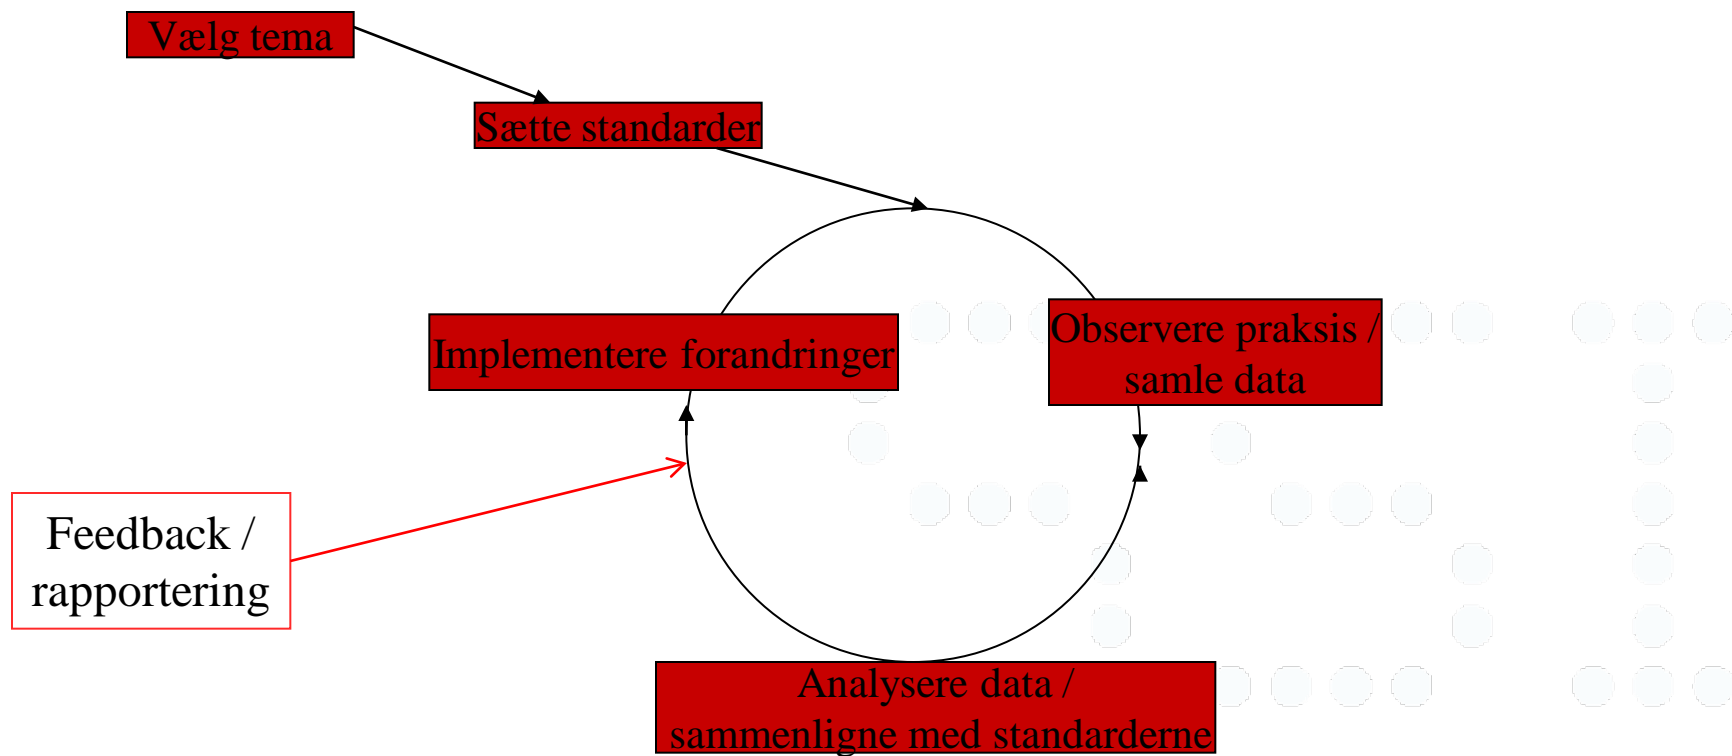 Vælg tema
Sætte standarder
Implementere forandringer
Observere praksis /
samle data
Feedback /
rapportering
Analysere data /
sammenligne med standarderne